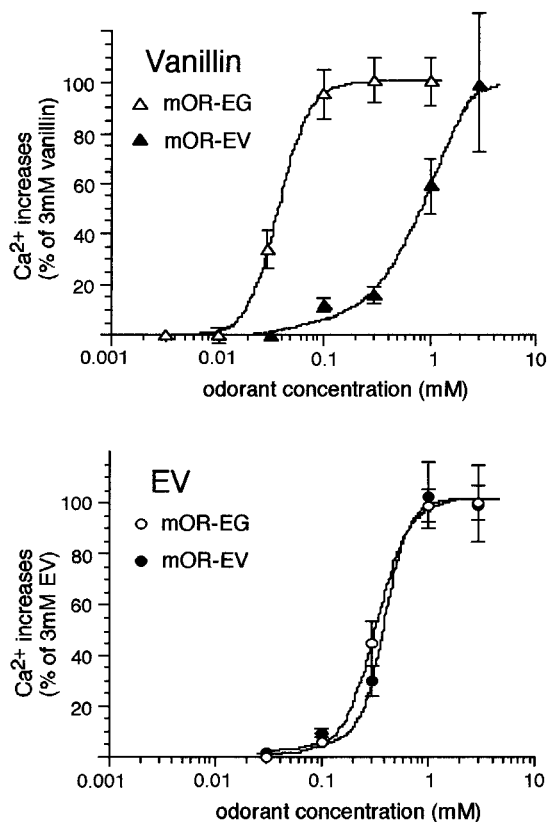 Vanillin
mOR-EG
mOR-EV
Ca2+ increases
(% of 3mM vanillin)
100
80
60
40
20
0.001
0.01
0.1
1
10
odorant concentration (mM)
EV
mOR-EG
mOR-EV
Ca2+ increases
(% of 3mM EV)
100
80
60
40
20
0.001
0.01
0.1
1
10
odorant concentration (mM)